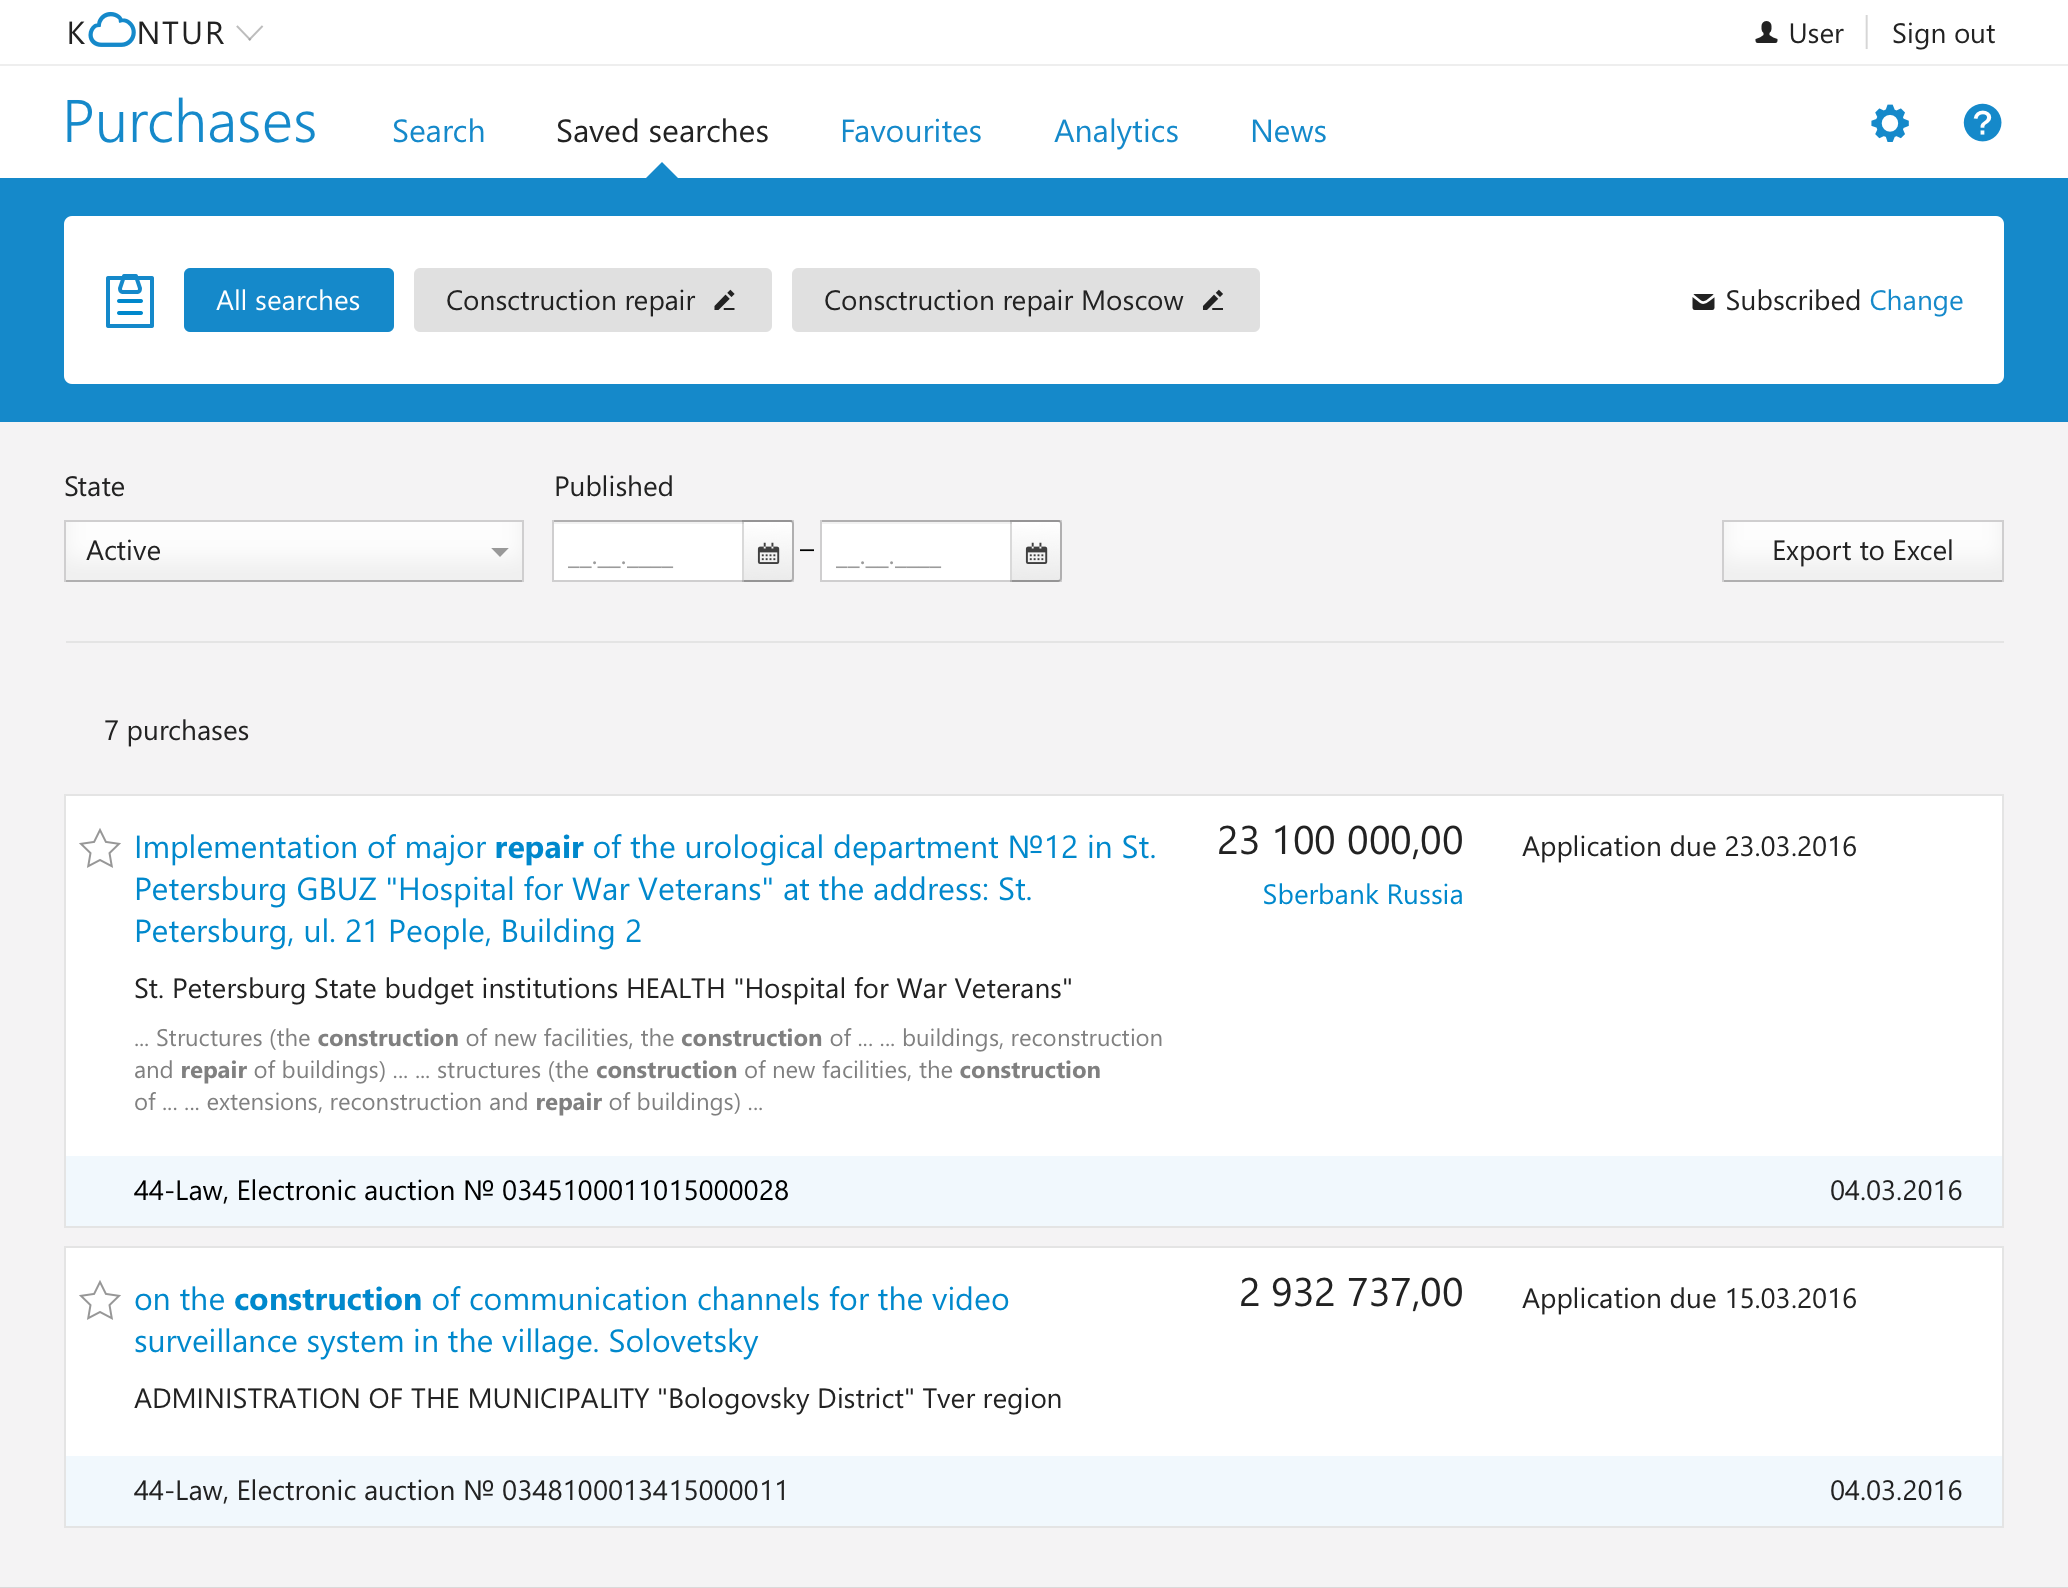 KONTUR
User
Sign out
Purchases
Search
Saved searches
Favourites
Analytics
News
?
All searches
Consctruction repair
Consctruction repair Moscow
Subscribed Change
State
Published
Active
__.__.____
–
__.__.____
Export to Excel
7 purchases
Implementation of major repair of the urological department №12 in St.
Petersburg GBUZ "Hospital for War Veterans" at the address: St.
Petersburg, ul. 21 People, Building 2
23 100 000,00
Sberbank Russia
Application due 23.03.2016
St. Petersburg State budget institutions HEALTH "Hospital for War Veterans"
... Structures (the construction of new facilities, the construction of ... ... buildings, reconstruction
and repair of buildings) ... ... structures (the construction of new facilities, the construction
of ... ... extensions, reconstruction and repair of buildings) ...
44-Law, Electronic auction № 0345100011015000028
04.03.2016
on the construction of communication channels for the video
surveillance system in the village. Solovetsky
2 932 737,00
Application due 15.03.2016
ADMINISTRATION OF THE MUNICIPALITY "Bologovsky District" Tver region
44-Law, Electronic auction № 0348100013415000011
04.03.2016